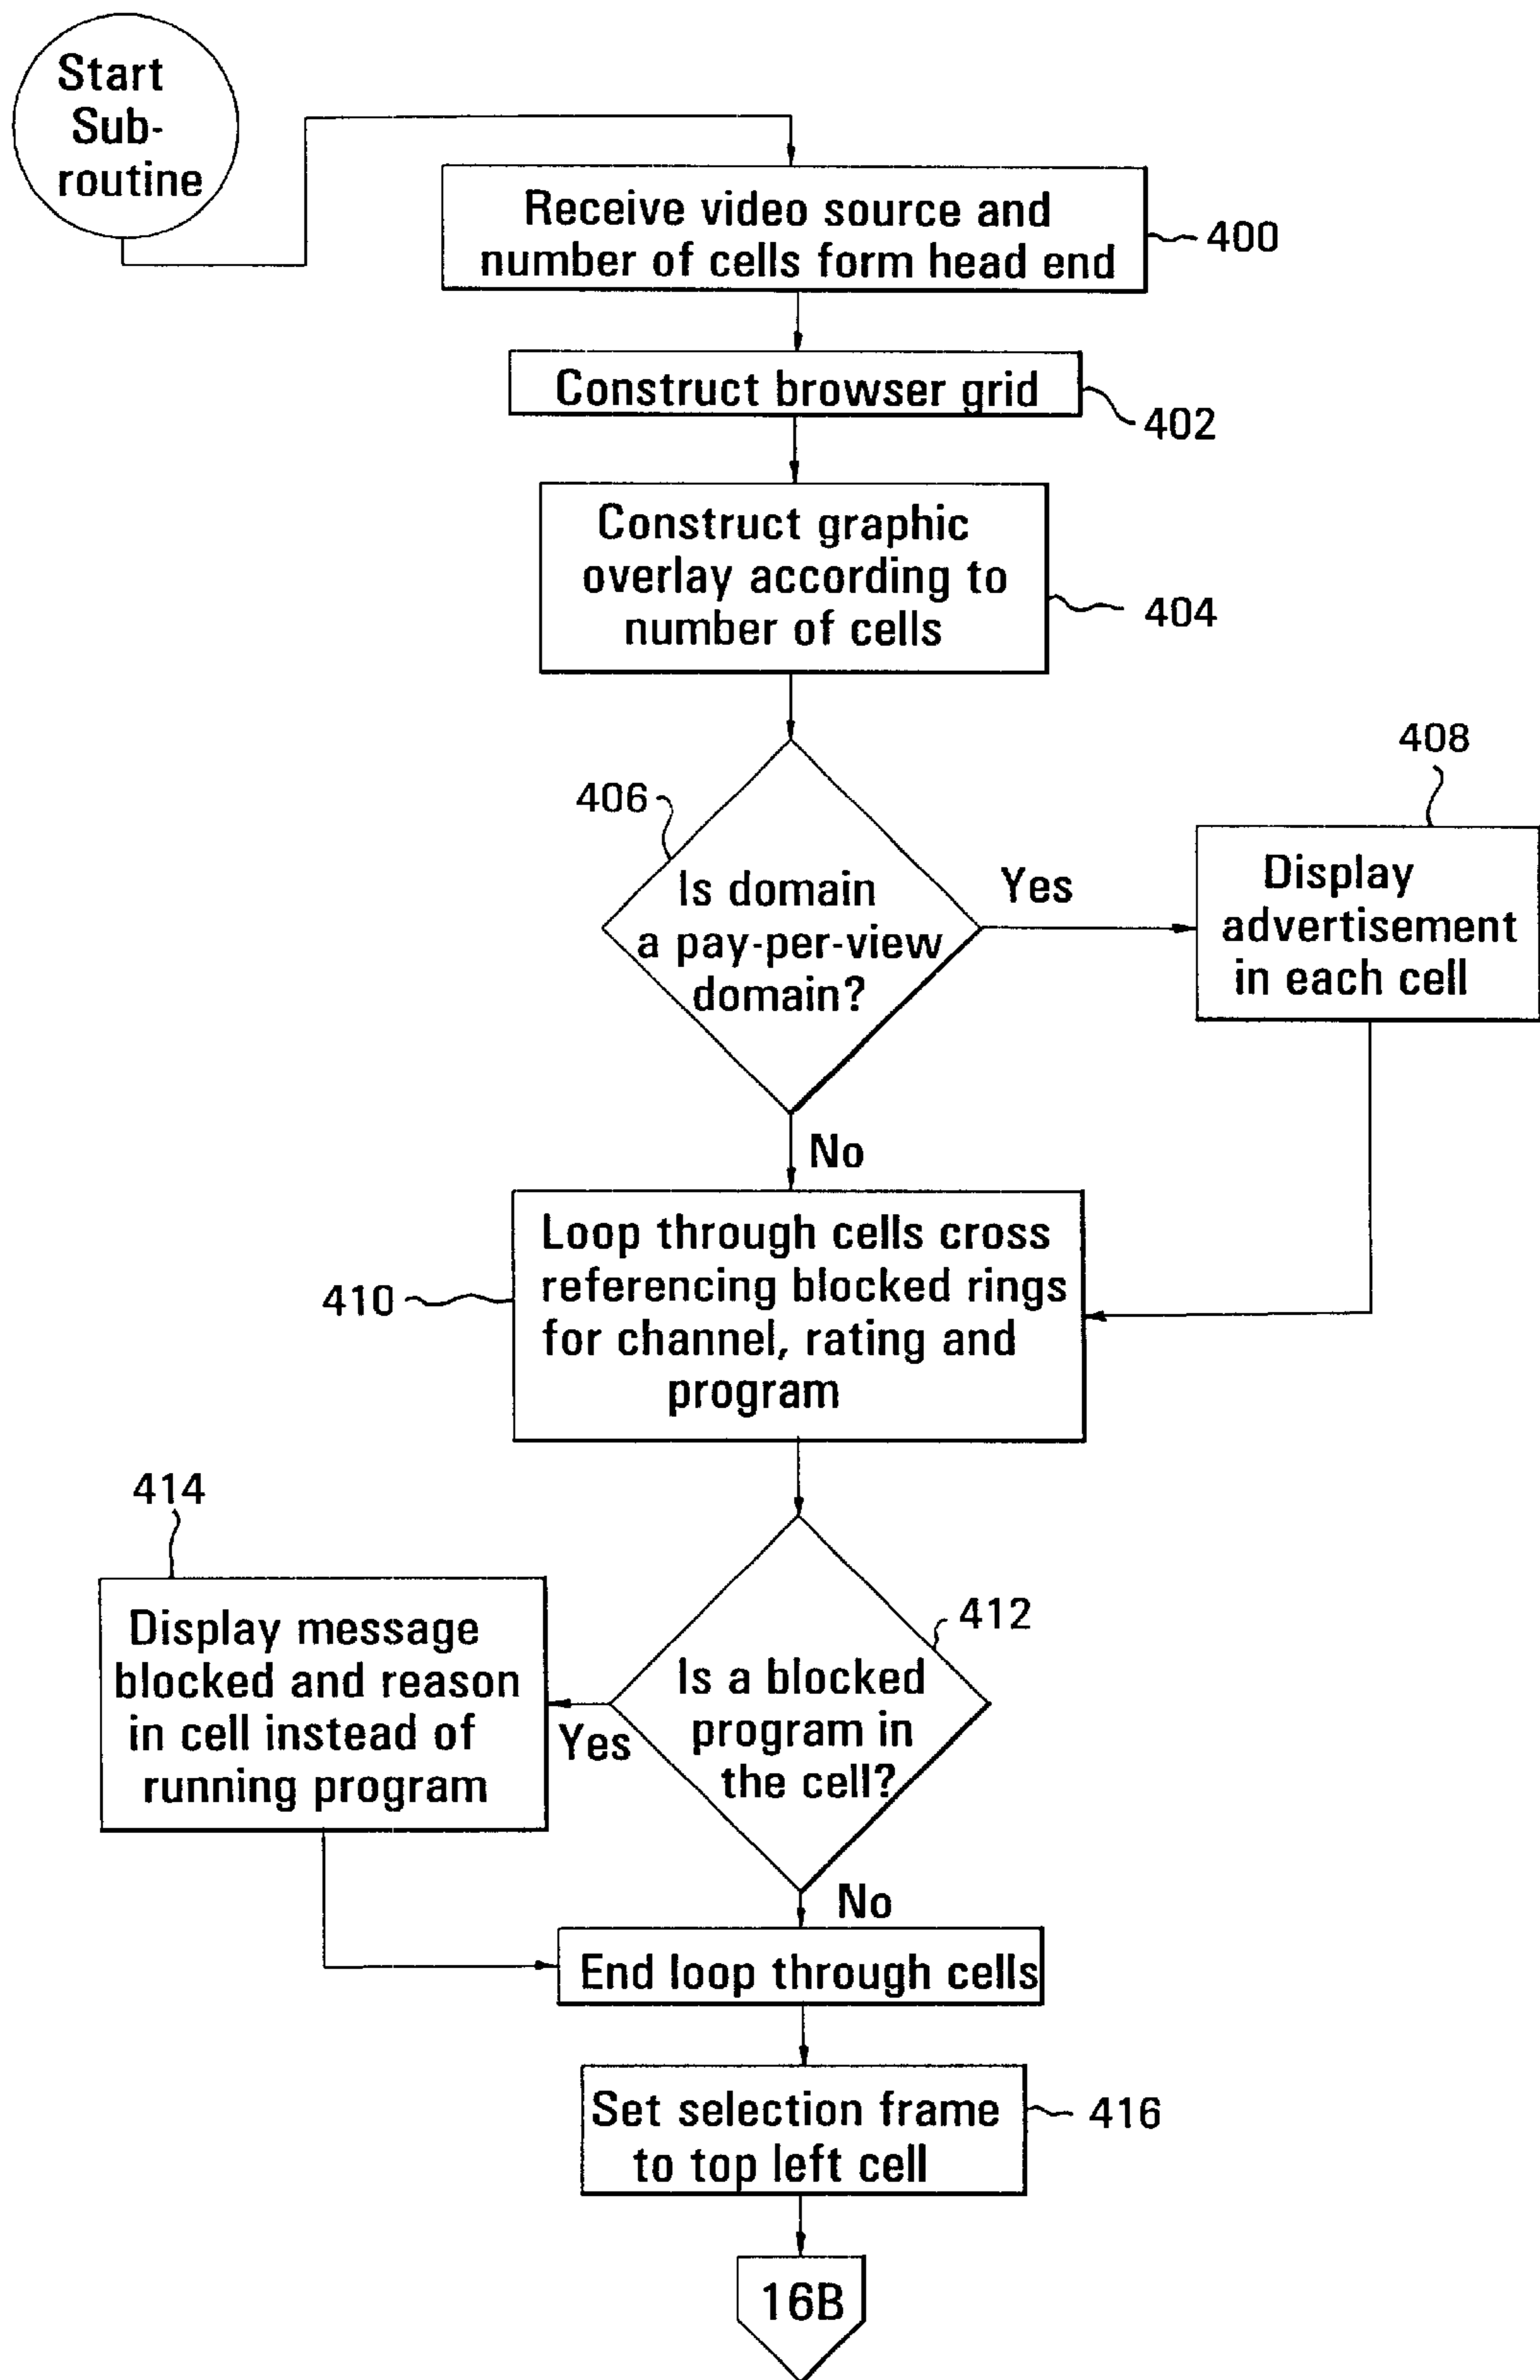 Start
Sub-
routine
Receive video source and
number of cells form head end
400
Construct browser grid
402
Construct graphic
overlay according to
number of cells
404
408
406
Is domain
a pay-per-view
domain?
Yes
Display
advertisement
in each cell
No
Loop through cells cross
referencing blocked rings
for channel, rating and
program
410
414
412
Display message
blocked and reason
in cell instead of
running program
Yes
Is a blocked
program in
the cell?
No
End loop through cells
Set selection frame
to top left cell
416
16B